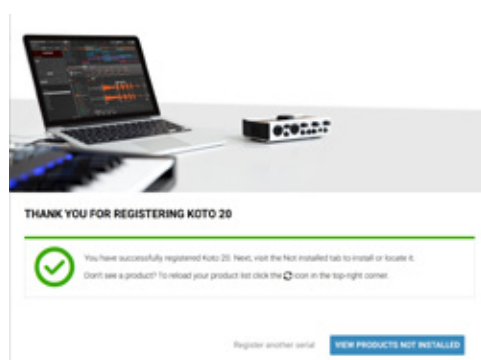 THANK YOU FOR REGISTERING KOTO 20
You have successfully registered Koto 20. Next, visit the Not installed tab to install or locate it.
Don't see a product? To reload your product list click the icon in the top-right corner.
Register another serial
VIEW PRODUCTS NOT INSTALLED